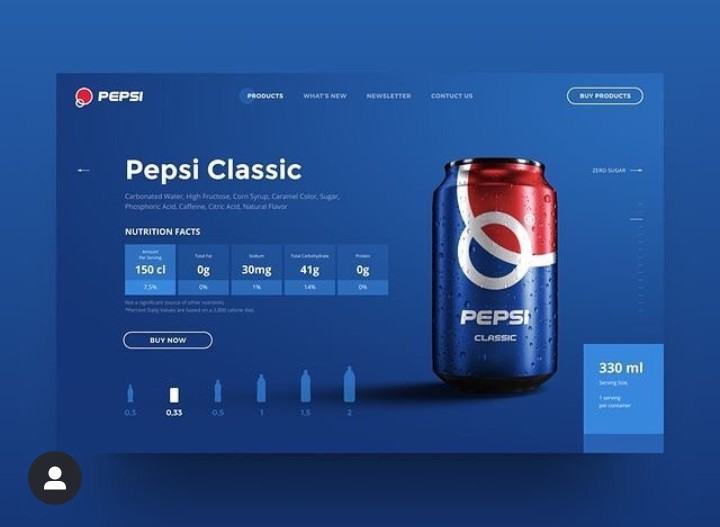 PEPSI
PRODUCTS
WHAT'S NEW
NEWSLETTER
CONTUCT US
BUY PRODUCTS
ZERO SUGAR
Pepsi Classic
Carbonated Water, High Fructose, Corn Syrup, Caramel Color, Sugar,
Phosphoric Acid, Caffeine, Citric Acid, Natural Flavor
NUTRITION FACTS
Amount
Per Serving
150 cl
7,5%
Total Fat
0g
0%
Sodium
30mg
1%
Total Carbohydrate
41g
14%
Protein
0g
0%
Not a significant source of other nutrients.
*Percent Daily Values are based on a 2,000 calorie diet.
BUY NOW
0,3
0,33
0,5
1
1,5
2
PEPSI
CLASSIC
330 ml
Serving Size
1 serving
per container